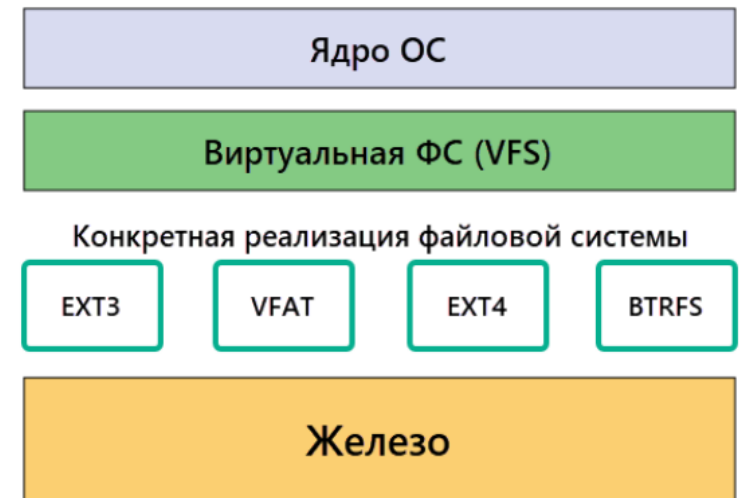 Ядро ОС
Виртуальная ФС (VFS)
Конкретная реализация файловой системы
EXT3 VFAT EXT4 BTRFS
Железо